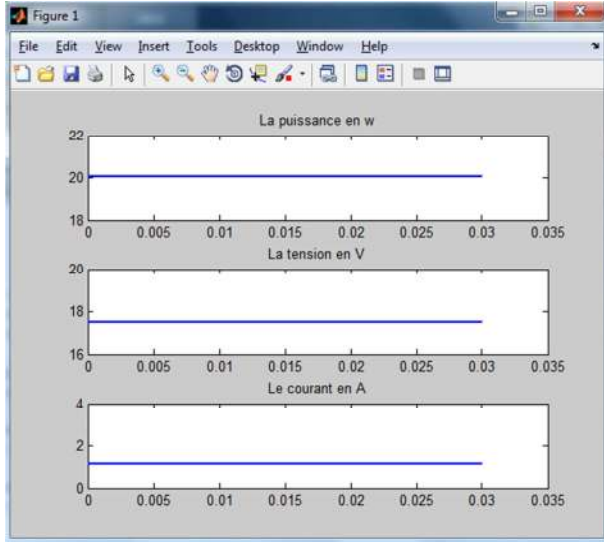 Figure 1
File Edit View Insert Tools Desktop Window Help
La puissance en w
22
20
18
0 0.005 0.01 0.015 0.02 0.025 0.03 0.035
La tension en V
20
18
16
0 0.005 0.01 0.015 0.02 0.025 0.03 0.035
Le courant en A
4
2
0
0 0.005 0.01 0.015 0.02 0.025 0.03 0.035